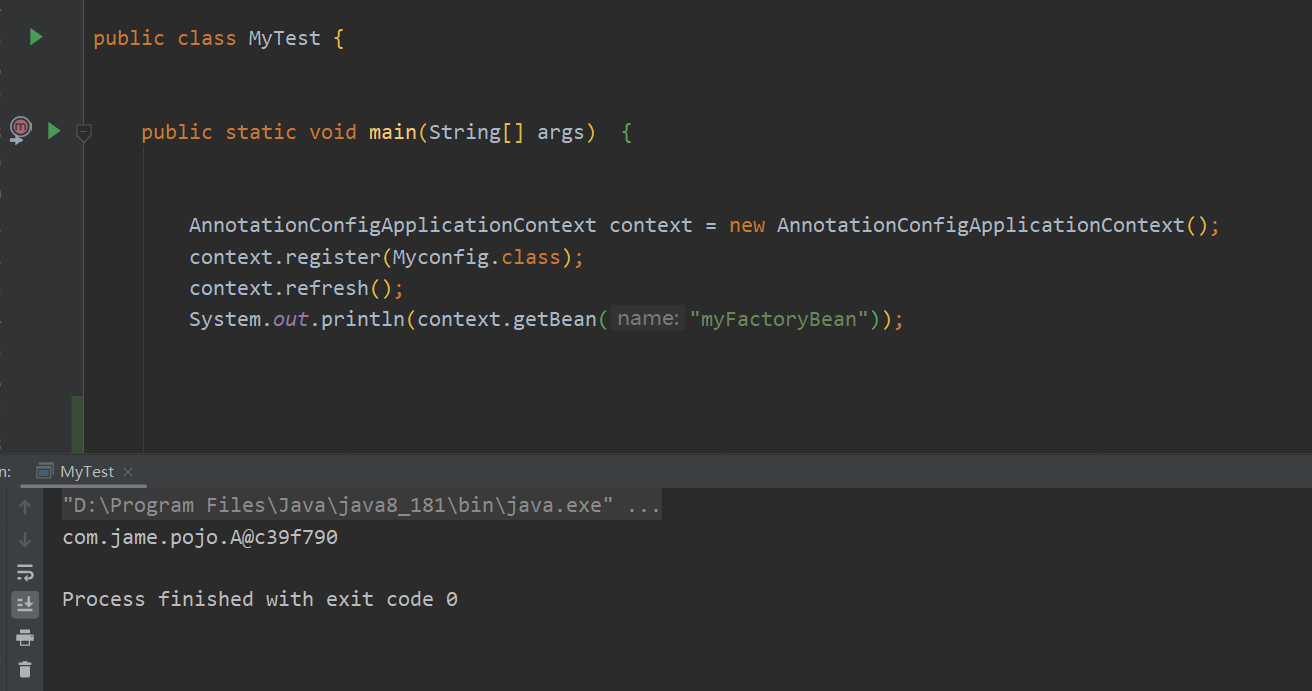 public class MyTest {
public static void main(String[] args)  {
AnnotationConfigApplicationContext context = new AnnotationConfigApplicationContext();
context.register(Myconfig.class);
context.refresh();
System.out.println(context.getBean( name: "myFactoryBean"));
n: MyTest ×
"D:\Program Files\Java\java8_181\bin\java.exe" ...
com.jame.pojo.A@c39f790
Process finished with exit code 0